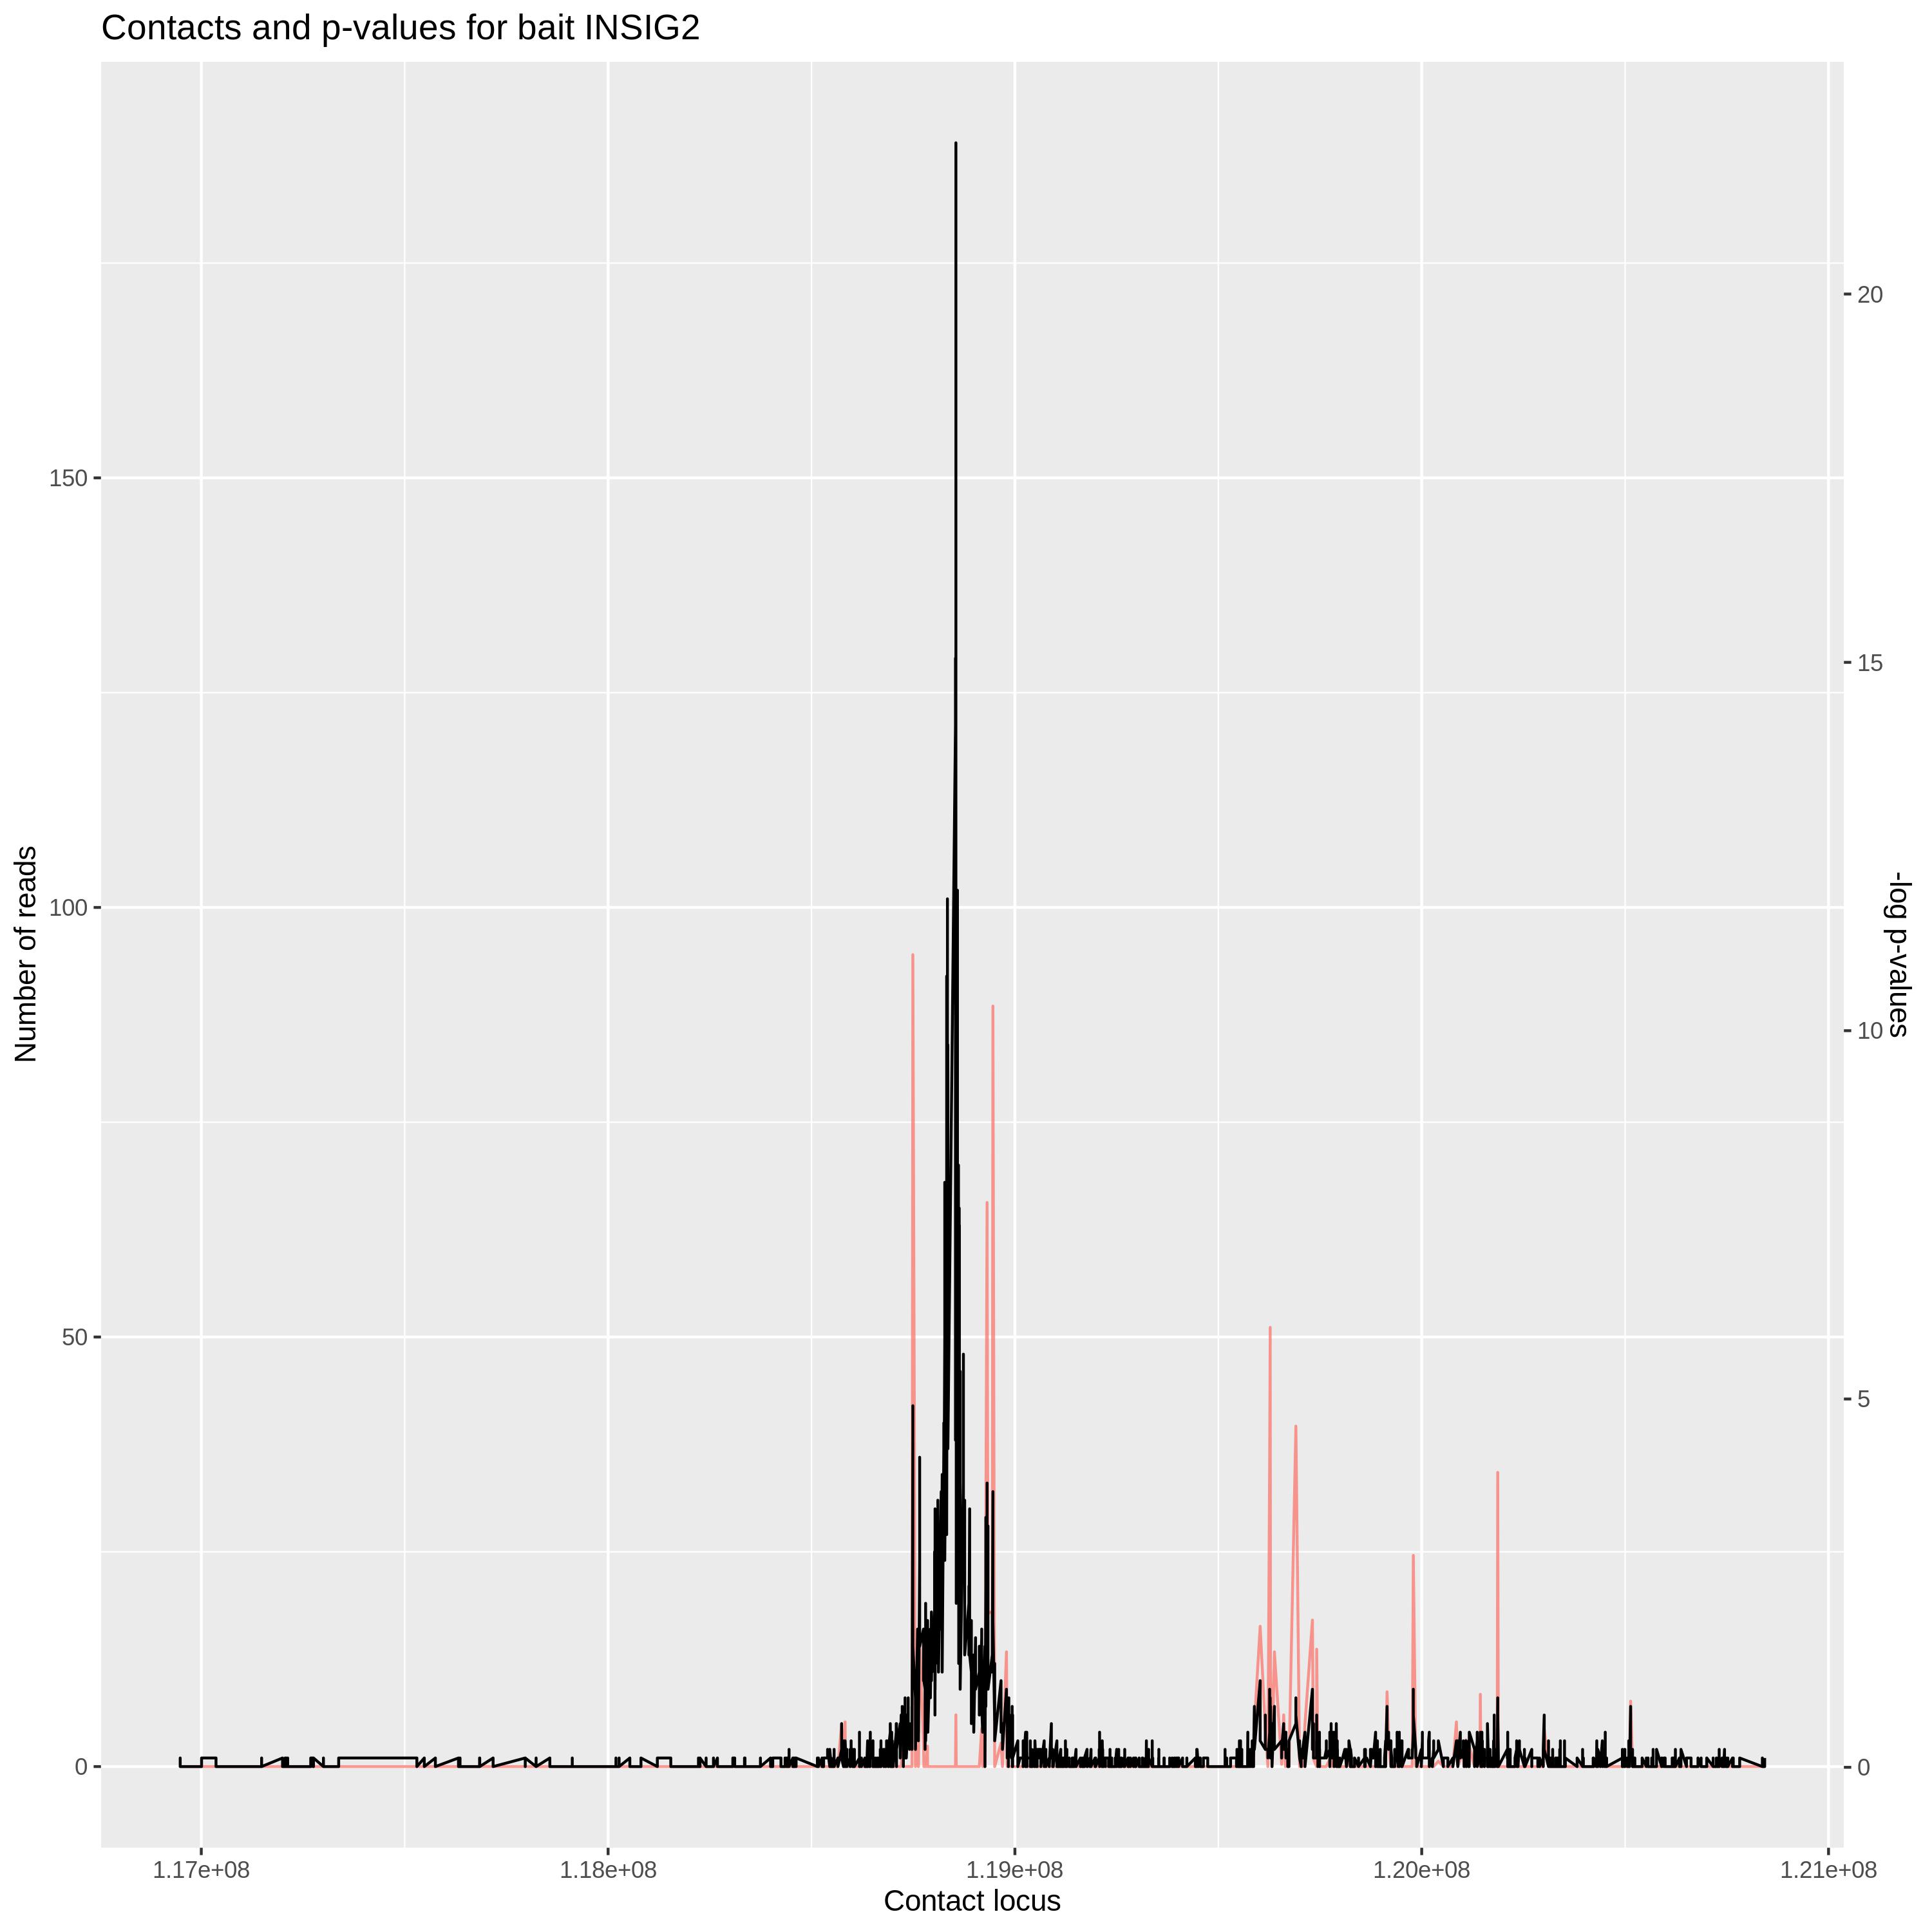 Contacts and p-values for bait INSIG2
Number of reads
150
100
50
0
20
15
10
5
0
-log p-values
1.17e+08 1.18e+08 1.19e+08 1.20e+08 1.21e+08
Contact locus